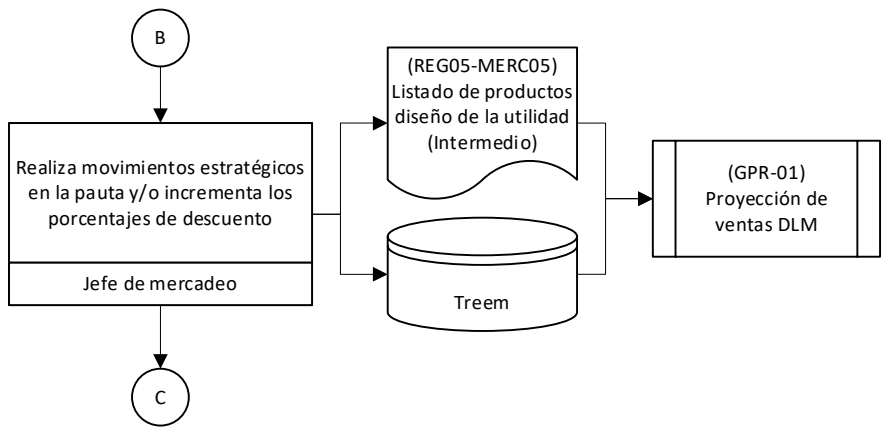 B
Realiza movimientos estratégicos
en la pauta y/o incrementa los
porcentajes de descuento
Jefe de mercadeo
C
(REG05-MERC05)
Listado de productos
diseño de la utilidad
(Intermedio)
Treem
(GPR-01)
Proyección de
ventas DLM